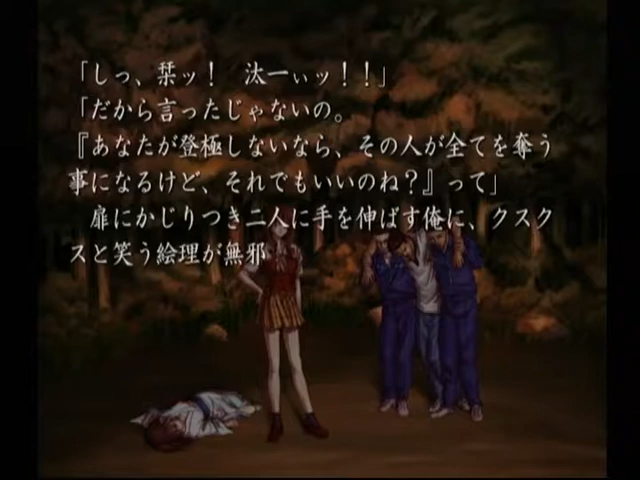 「しっ、栞ッ！　汰一ぃッ！！」
「だから言ったじゃないの。
『あなたが登極しないなら、その人が全てを奪う
事になるけど、それでもいいのね？』って」
　扉にかじりつき二人に手を伸ばす俺に、クスク
スと笑う絵理が無邪